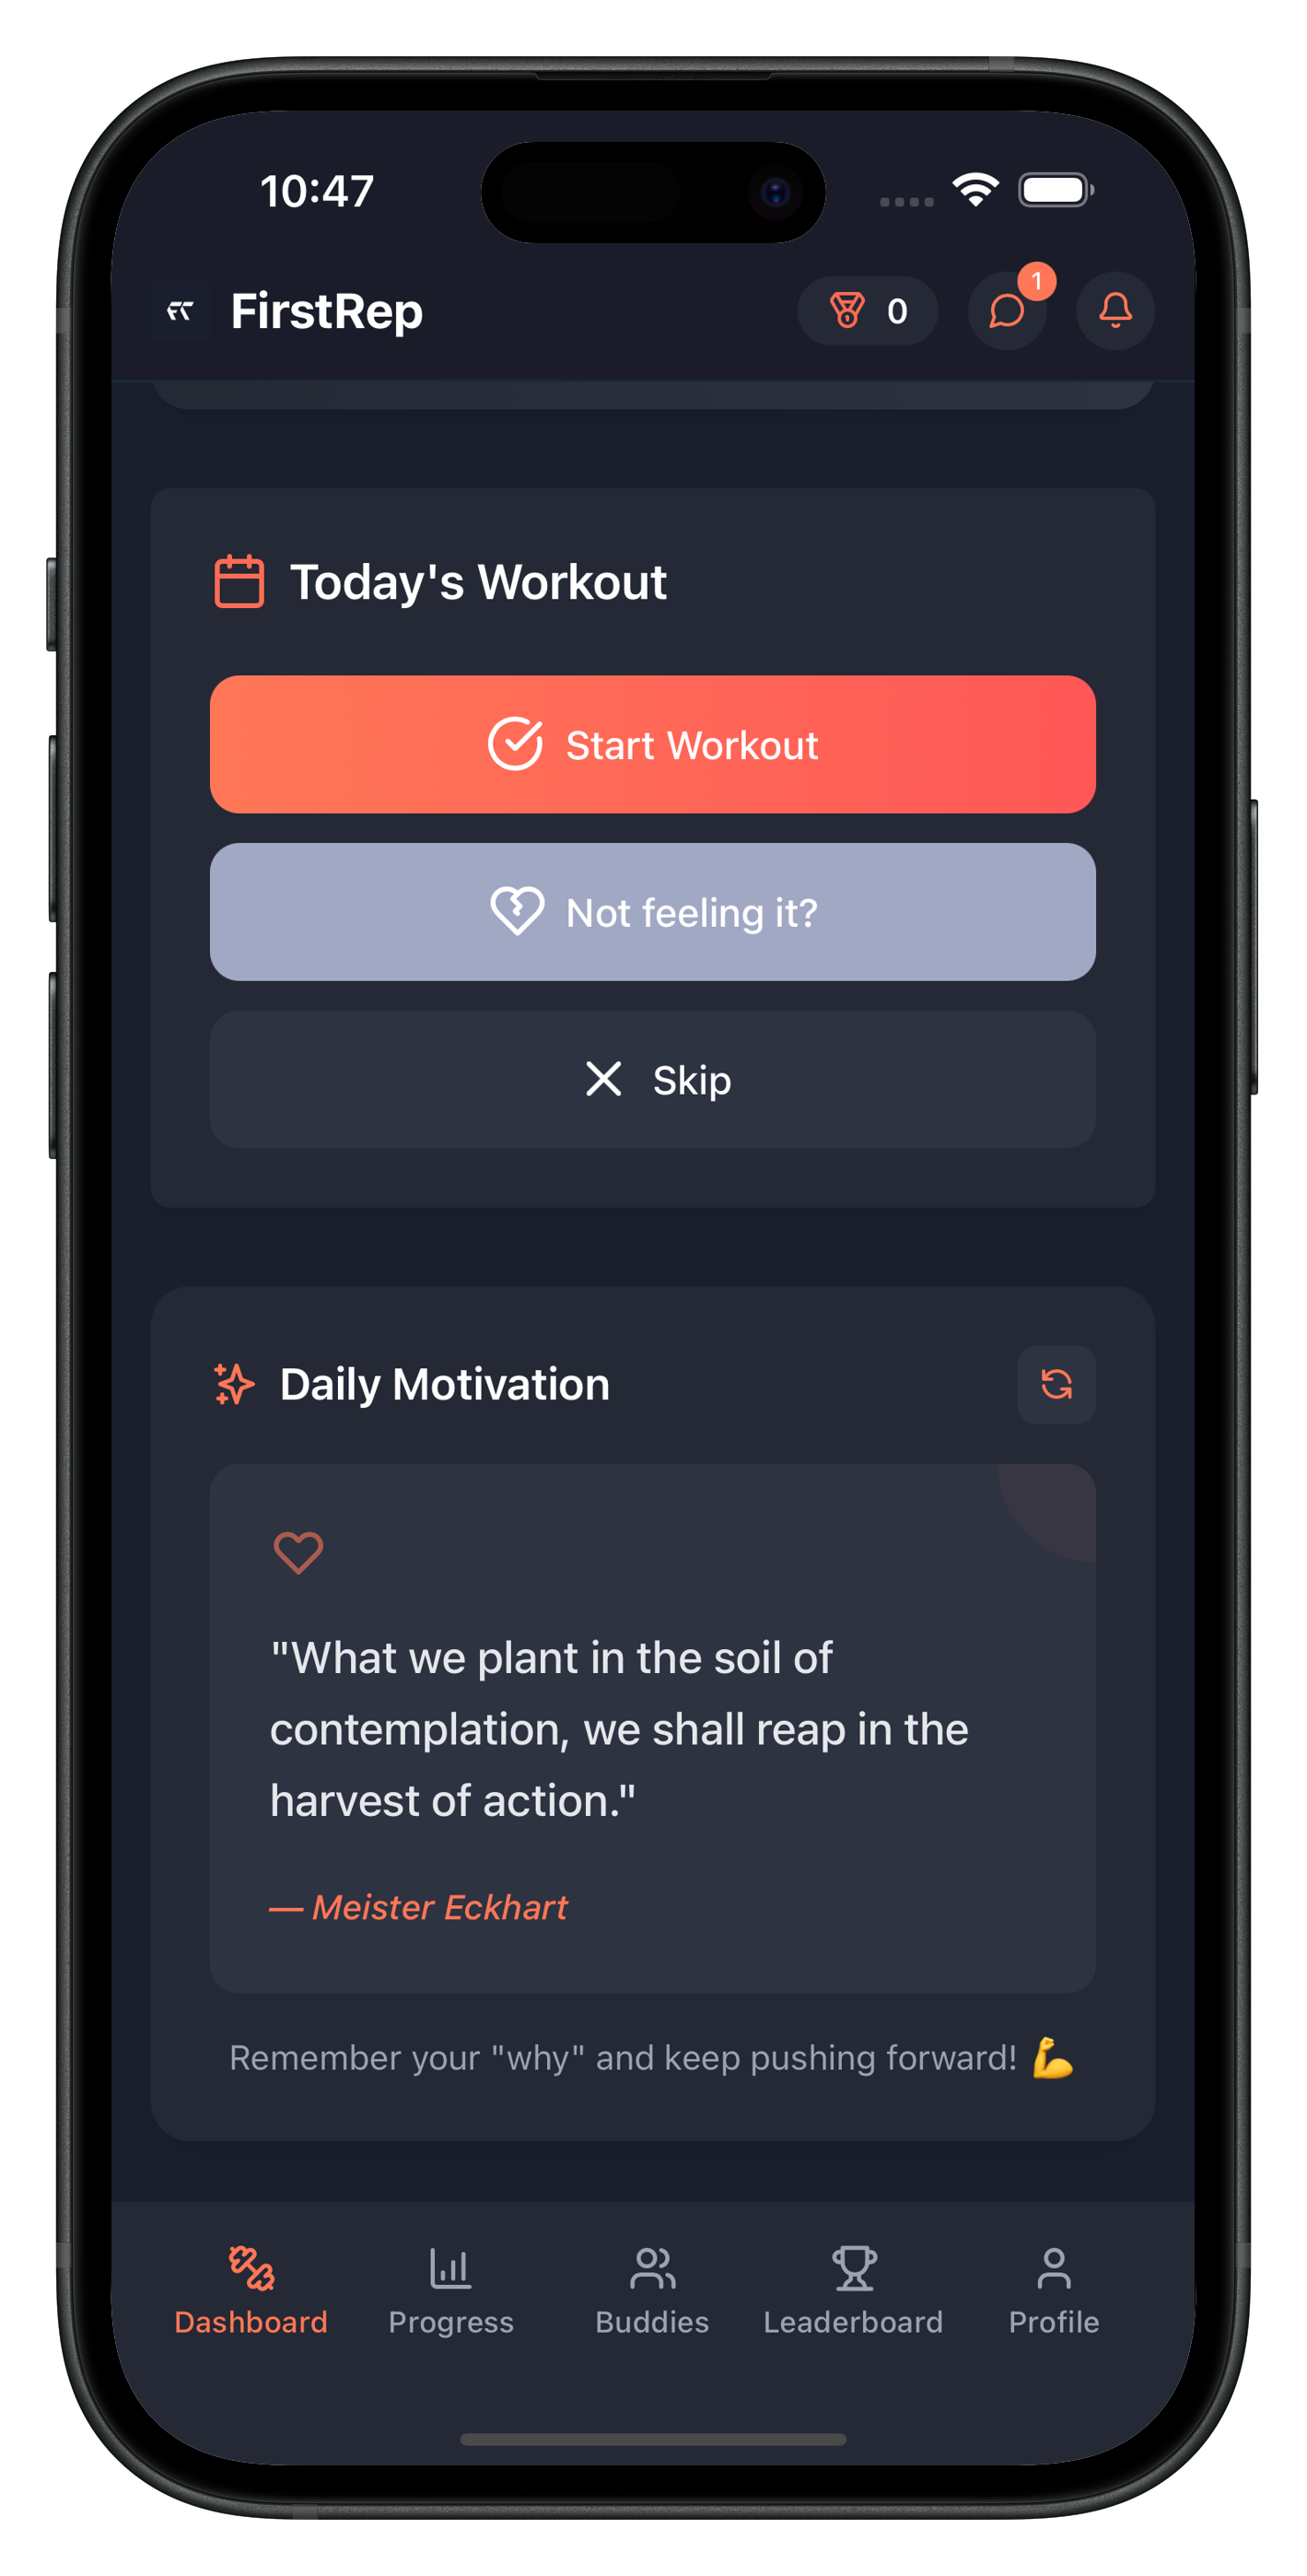 10:47
FirstRep
0
1
Today's Workout
Start Workout
Not feeling it?
Skip
Daily Motivation
"What we plant in the soil of
contemplation, we shall reap in the
harvest of action."
— Meister Eckhart
Remember your "why" and keep pushing forward! 💪
Dashboard
Progress
Buddies
Leaderboard
Profile